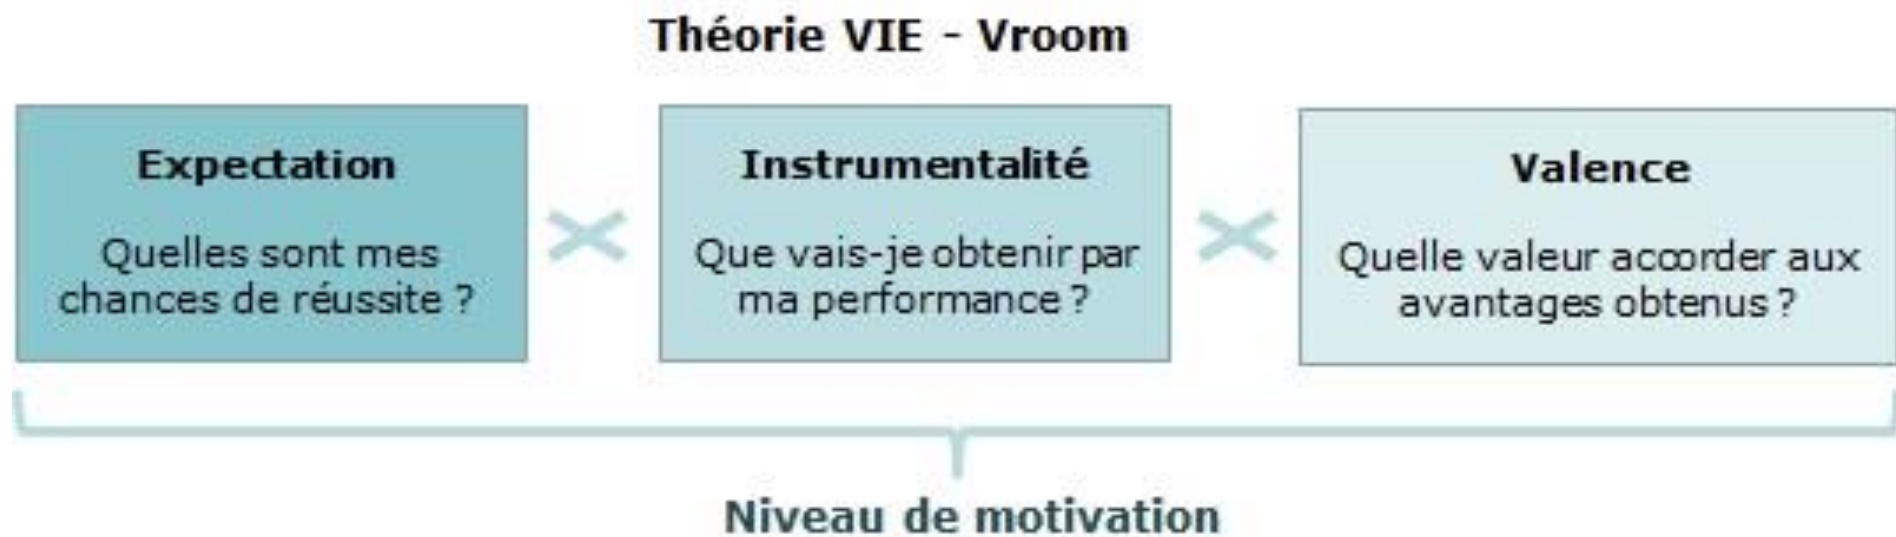 Théorie VIE - Vroom
Expectation
Quelles sont mes
chances de réussite ?
Instrumentalité
Que vais-je obtenir par
ma performance ?
Valence
Quelle valeur accorder aux
avantages obtenus ?
Niveau de motivation